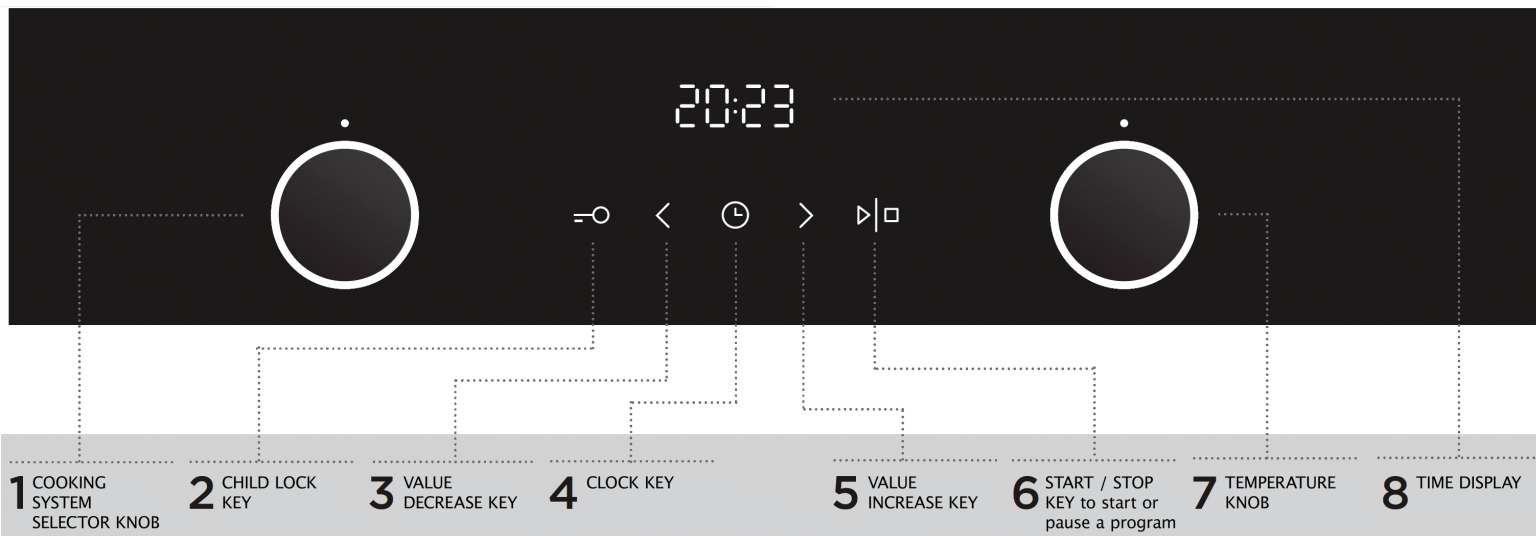 20:23
1 COOKING
SYSTEM
SELECTOR KNOB
2 CHILD LOCK
KEY
3 VALUE
DECREASE KEY
4 CLOCK KEY
5 VALUE
INCREASE KEY
6 START / STOP
KEY to start or
pause a program
7 TEMPERATURE
KNOB
8 TIME DISPLAY